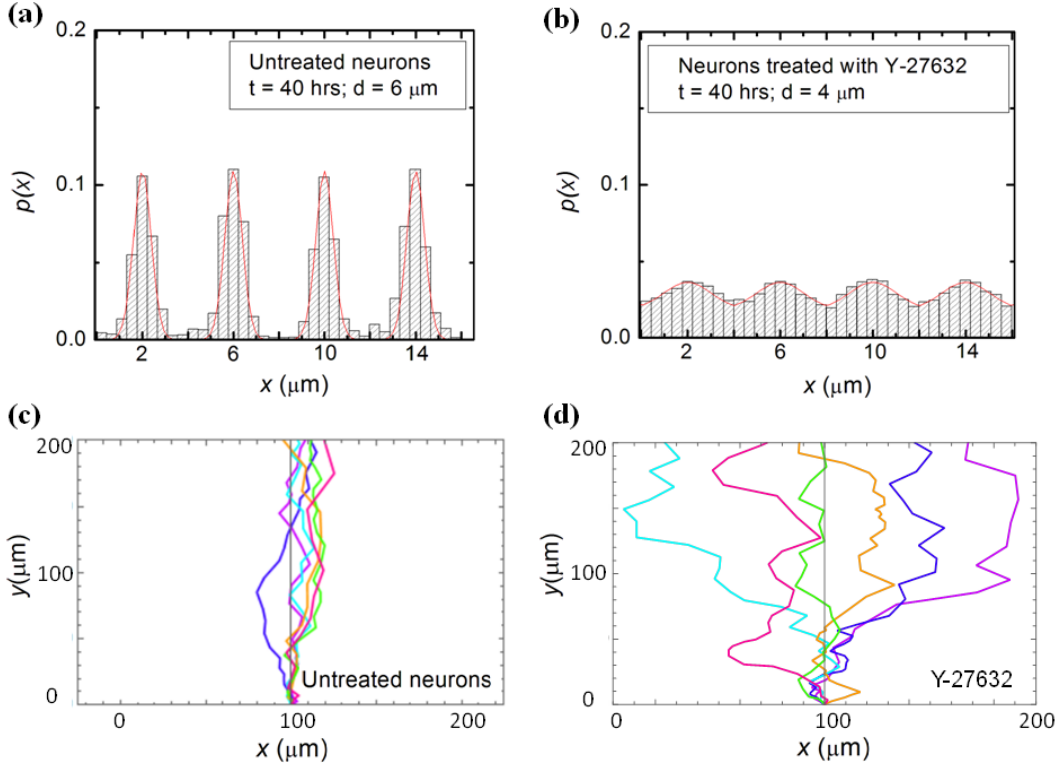 (a)
0.2
0.1
0.0
p(x)
Untreated neurons
t = 40 hrs; d = 6 μm
2 6 10 14
x (μm)
(b)
0.2
0.1
0.0
p(x)
Neurons treated with Y-27632
t = 40 hrs; d = 4 μm
2 6 10 14
x (μm)
(c)
200
100
0
y(μm)
Untreated neurons
0 100 200
x (μm)
(d)
200
100
0
y(μm)
Y-27632
0 100 200
x (μm)